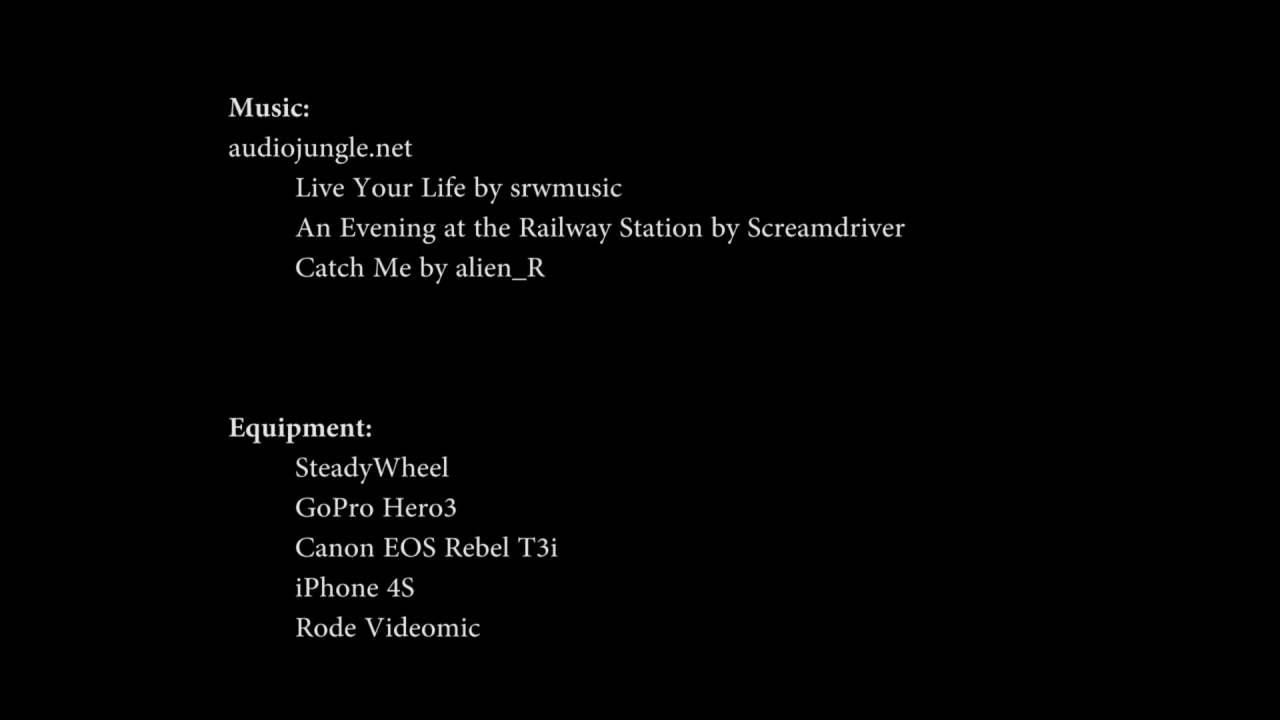 Music:
audiojungle.net
Live Your Life by srwmusic
An Evening at the Railway Station by Screamdriver
Catch Me by alien_R
Equipment:
SteadyWheel
GoPro Hero3
Canon EOS Rebel T3i
iPhone 4S
Rode Videomic